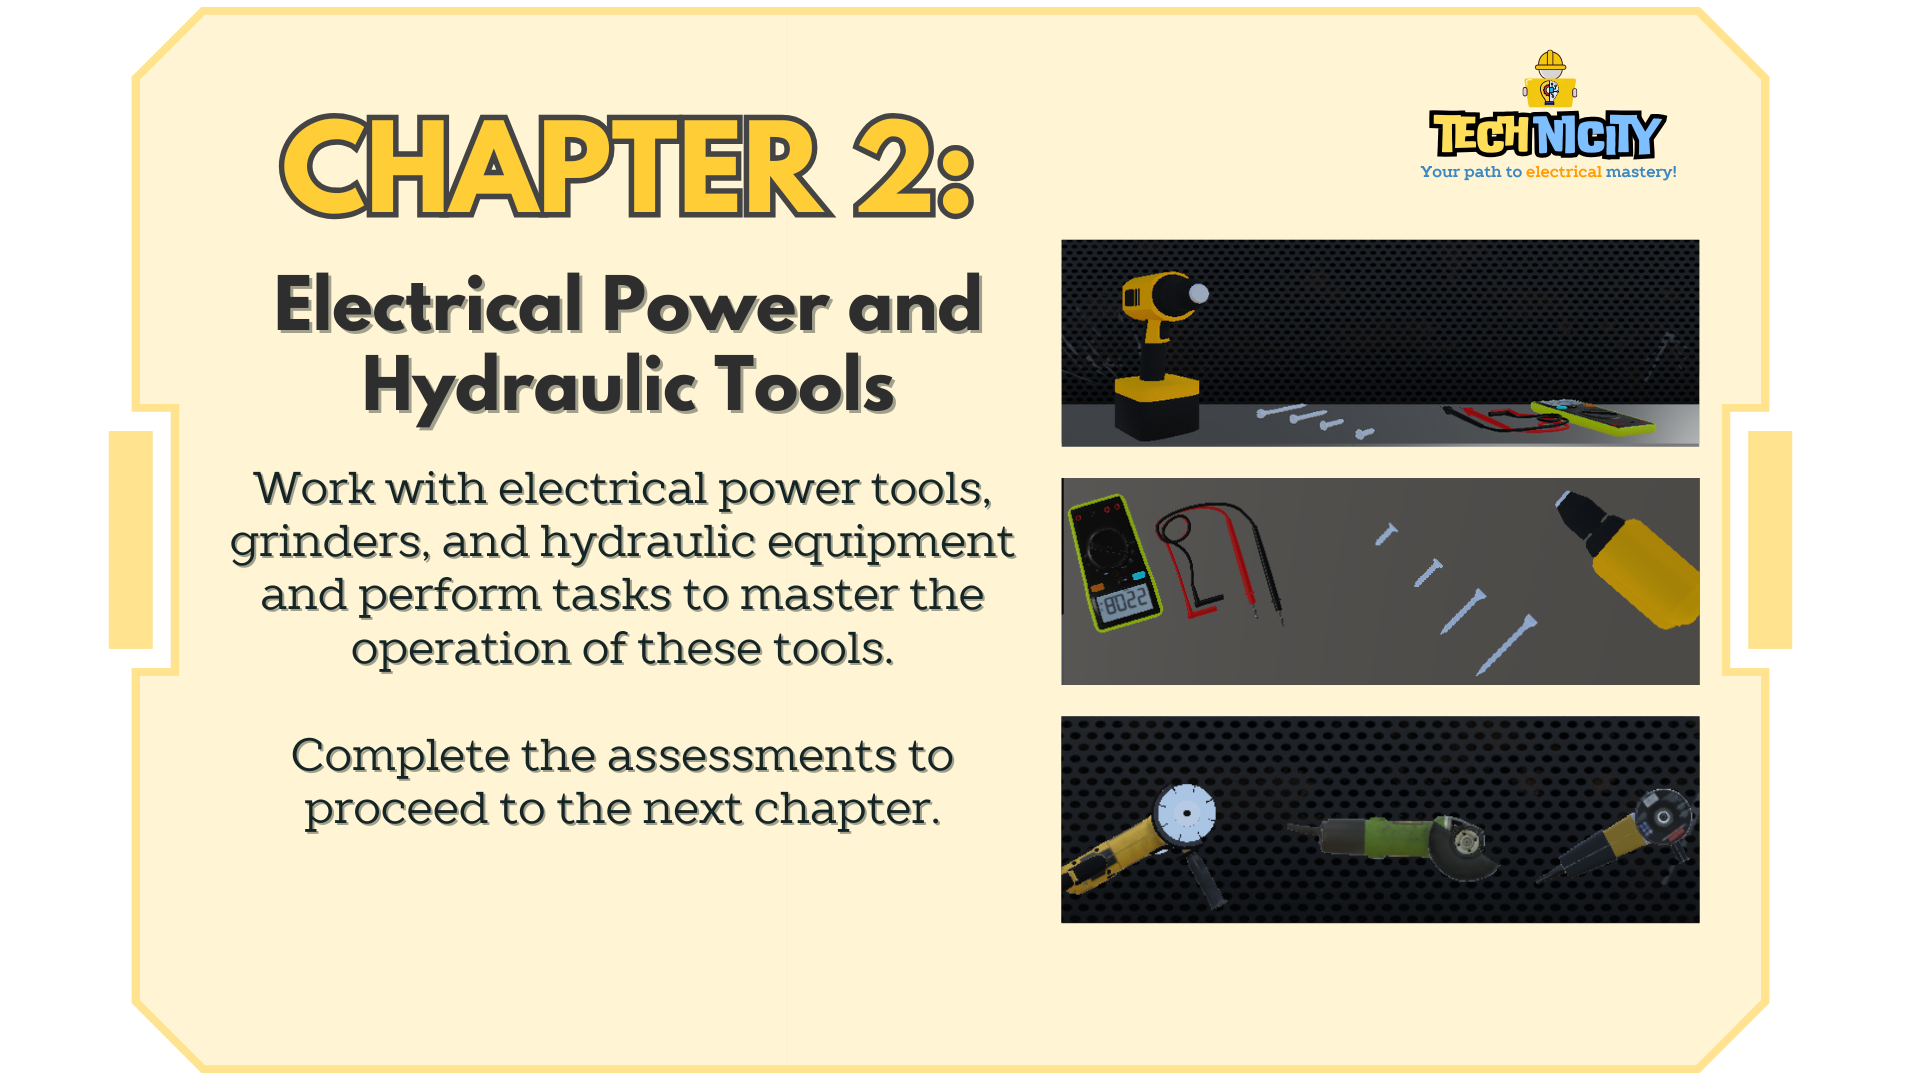 CHAPTER 2:
Electrical Power and
Hydraulic Tools
Work with electrical power tools,
grinders, and hydraulic equipment
and perform tasks to master the
operation of these tools.
Complete the assessments to
proceed to the next chapter.
TECHNICITY
Your path to electrical mastery!